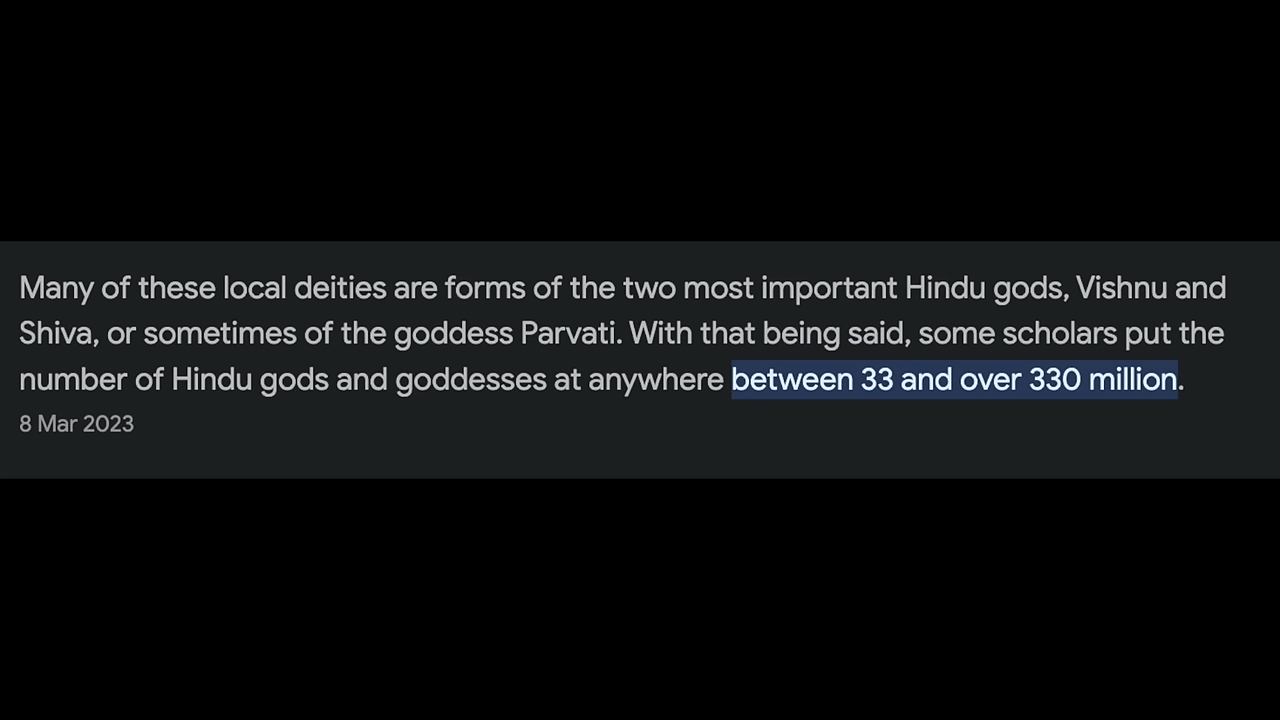 Many of these local deities are forms of the two most important Hindu gods, Vishnu and
Shiva, or sometimes of the goddess Parvati. With that being said, some scholars put the
number of Hindu gods and goddesses at anywhere between 33 and over 330 million.
8 Mar 2023